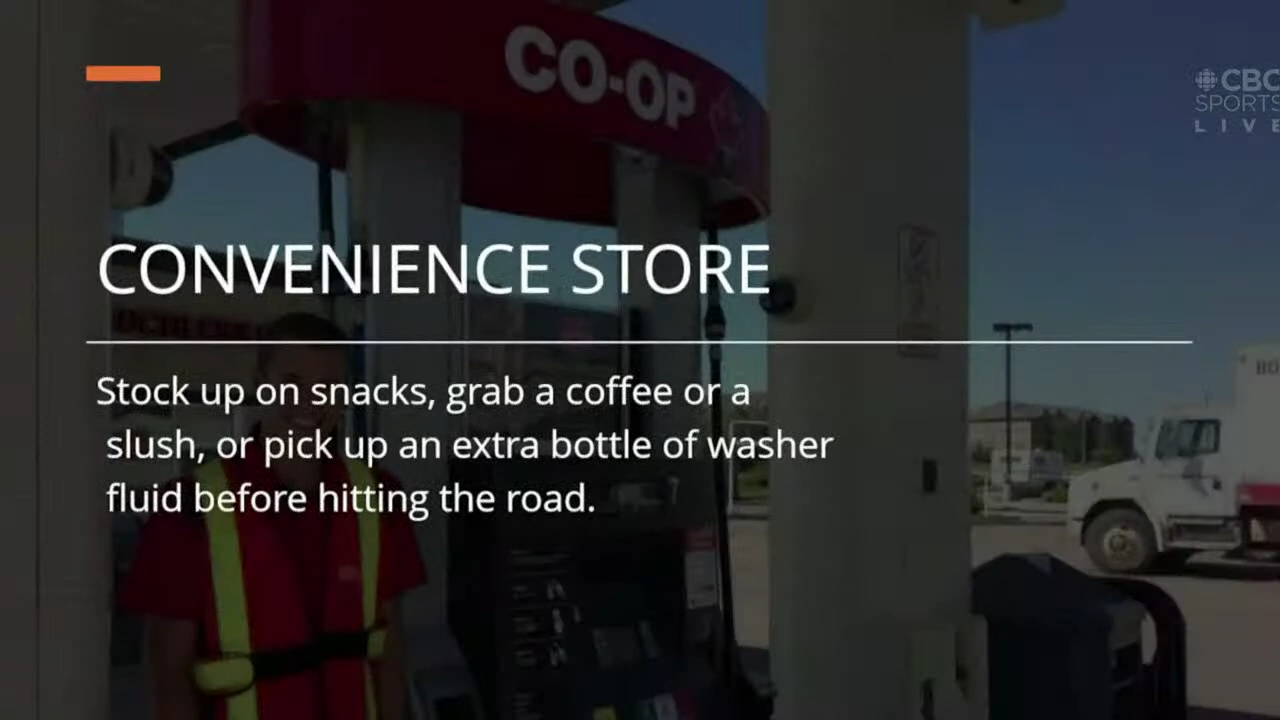 CO-OP
CBC
SPORTS
LIVE
CONVENIENCE STORE
Stock up on snacks, grab a coffee or a
slush, or pick up an extra bottle of washer
fluid before hitting the road.
BO